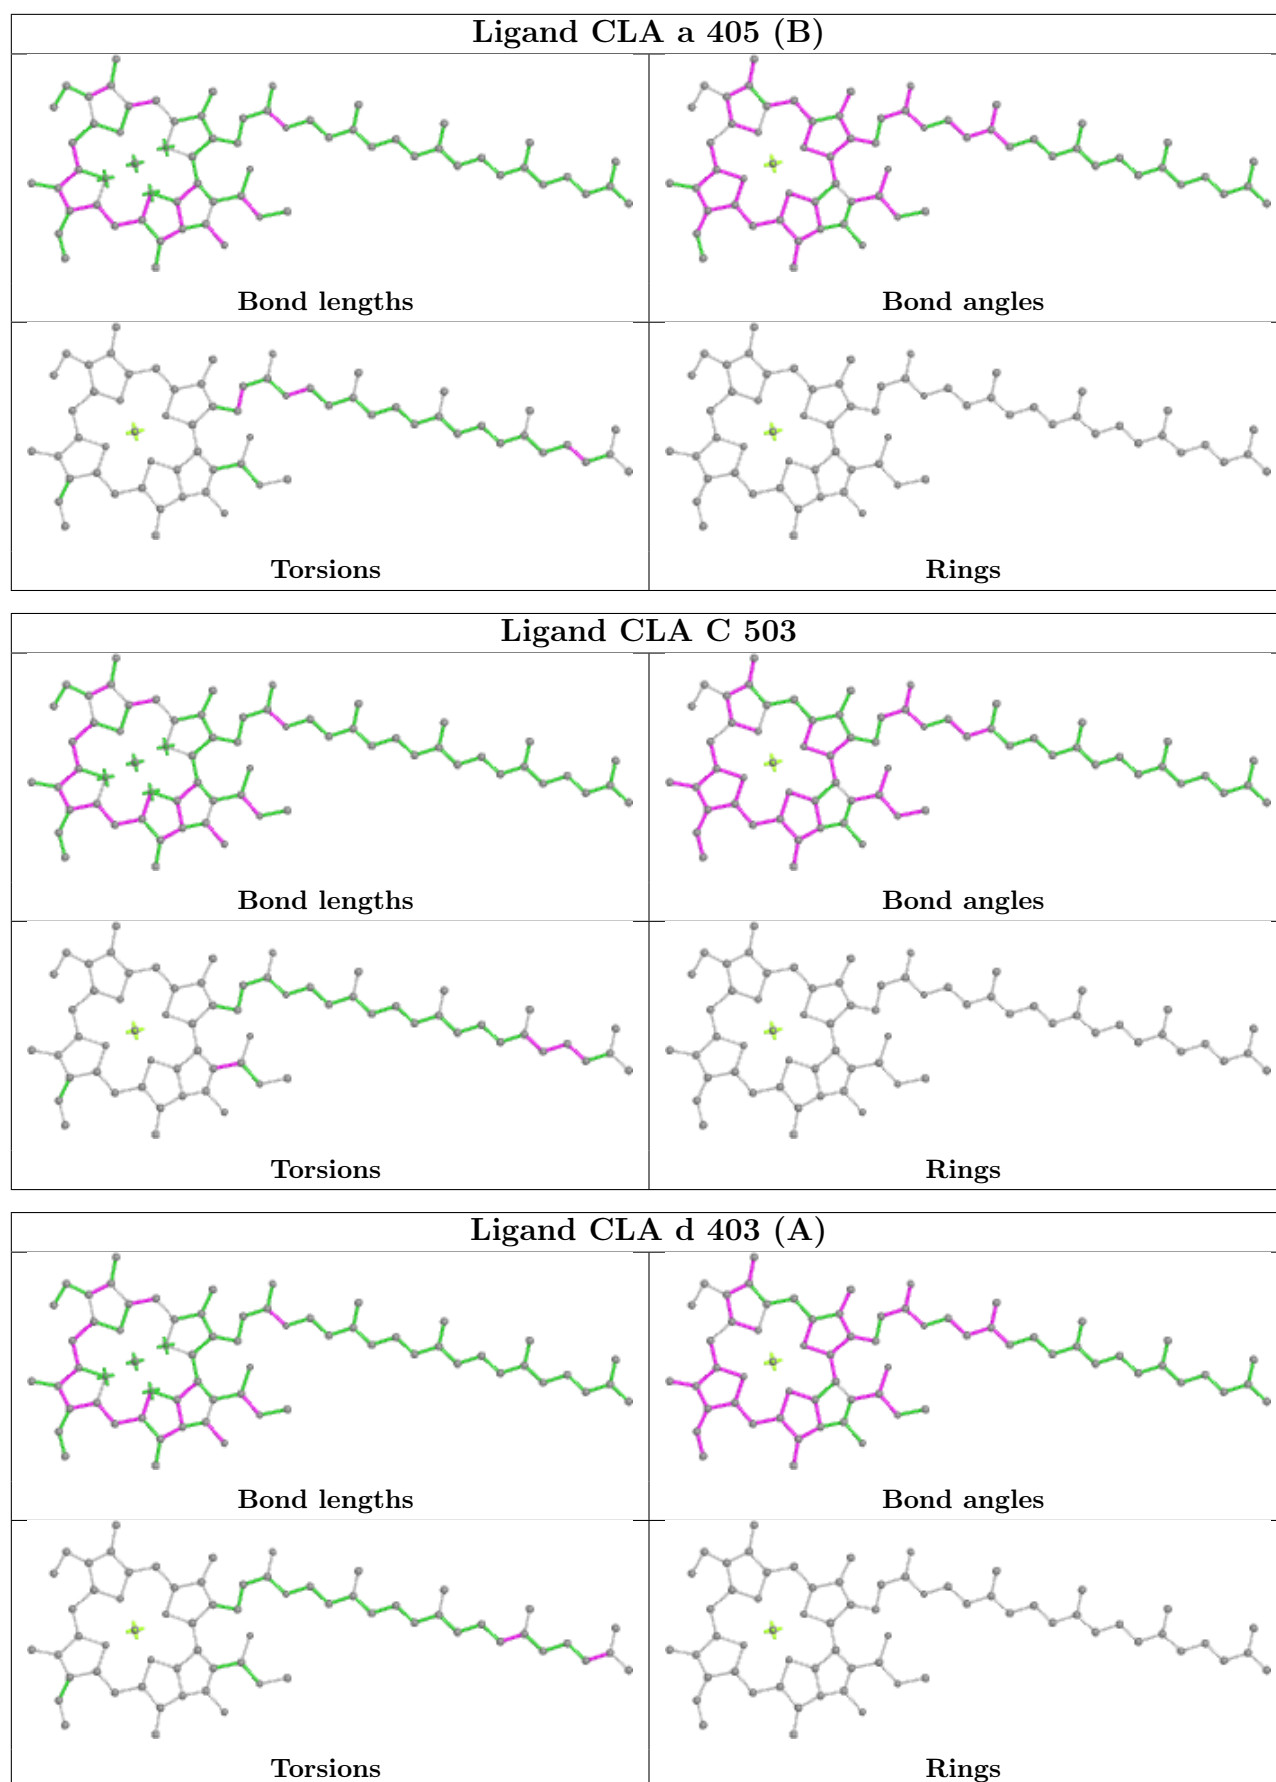 Ligand CLA a 405 (B)
Bond lengths
Bond angles
Torsions
Rings
Ligand CLA C 503
Bond lengths
Bond angles
Torsions
Rings
Ligand CLA d 403 (A)
Bond lengths
Bond angles
Torsions
Rings